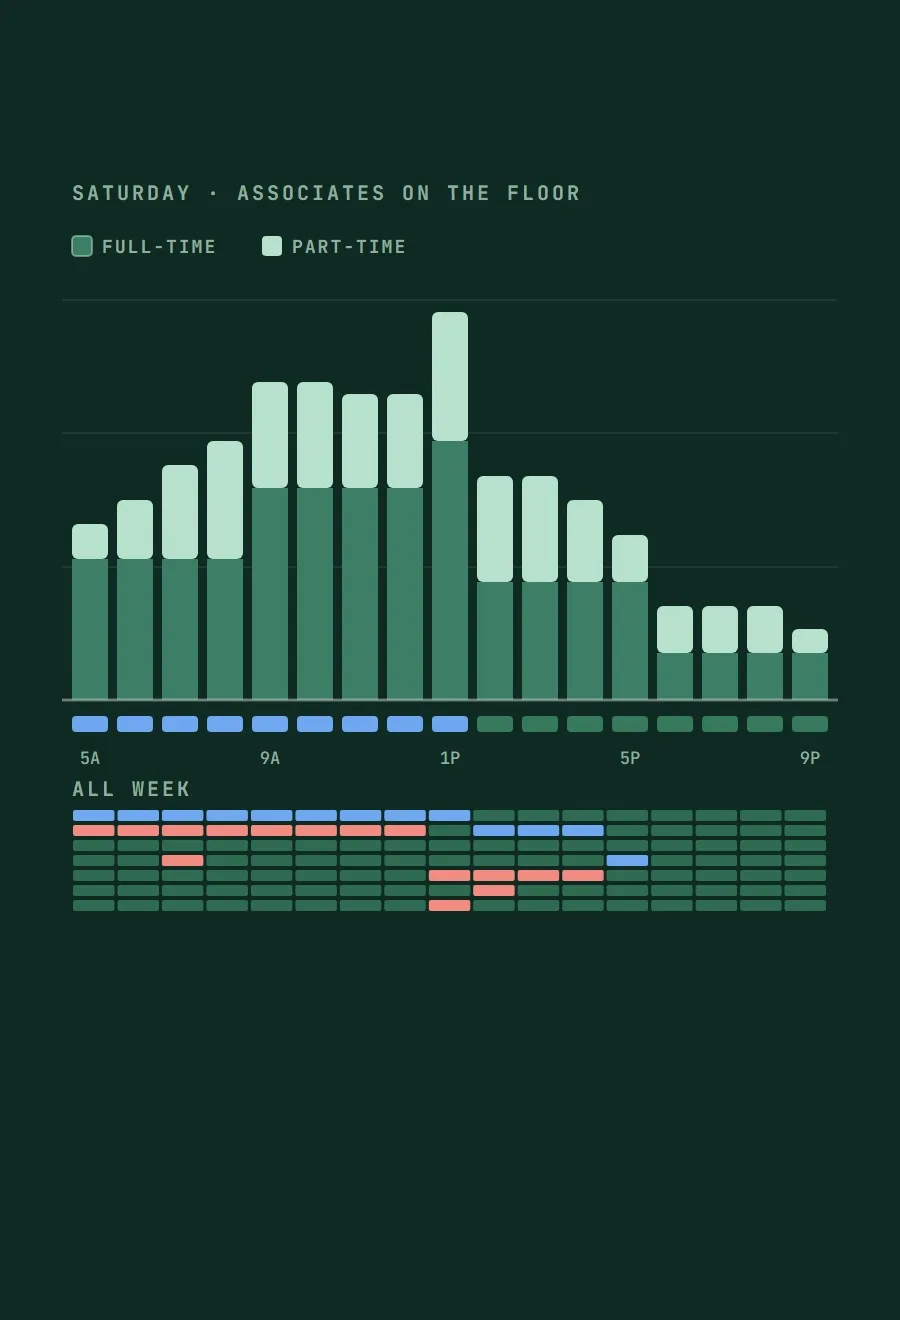 SATURDAY · ASSOCIATES ON THE FLOOR
FULL-TIME PART-TIME
5A 9A 1P 5P 9P
ALL WEEK